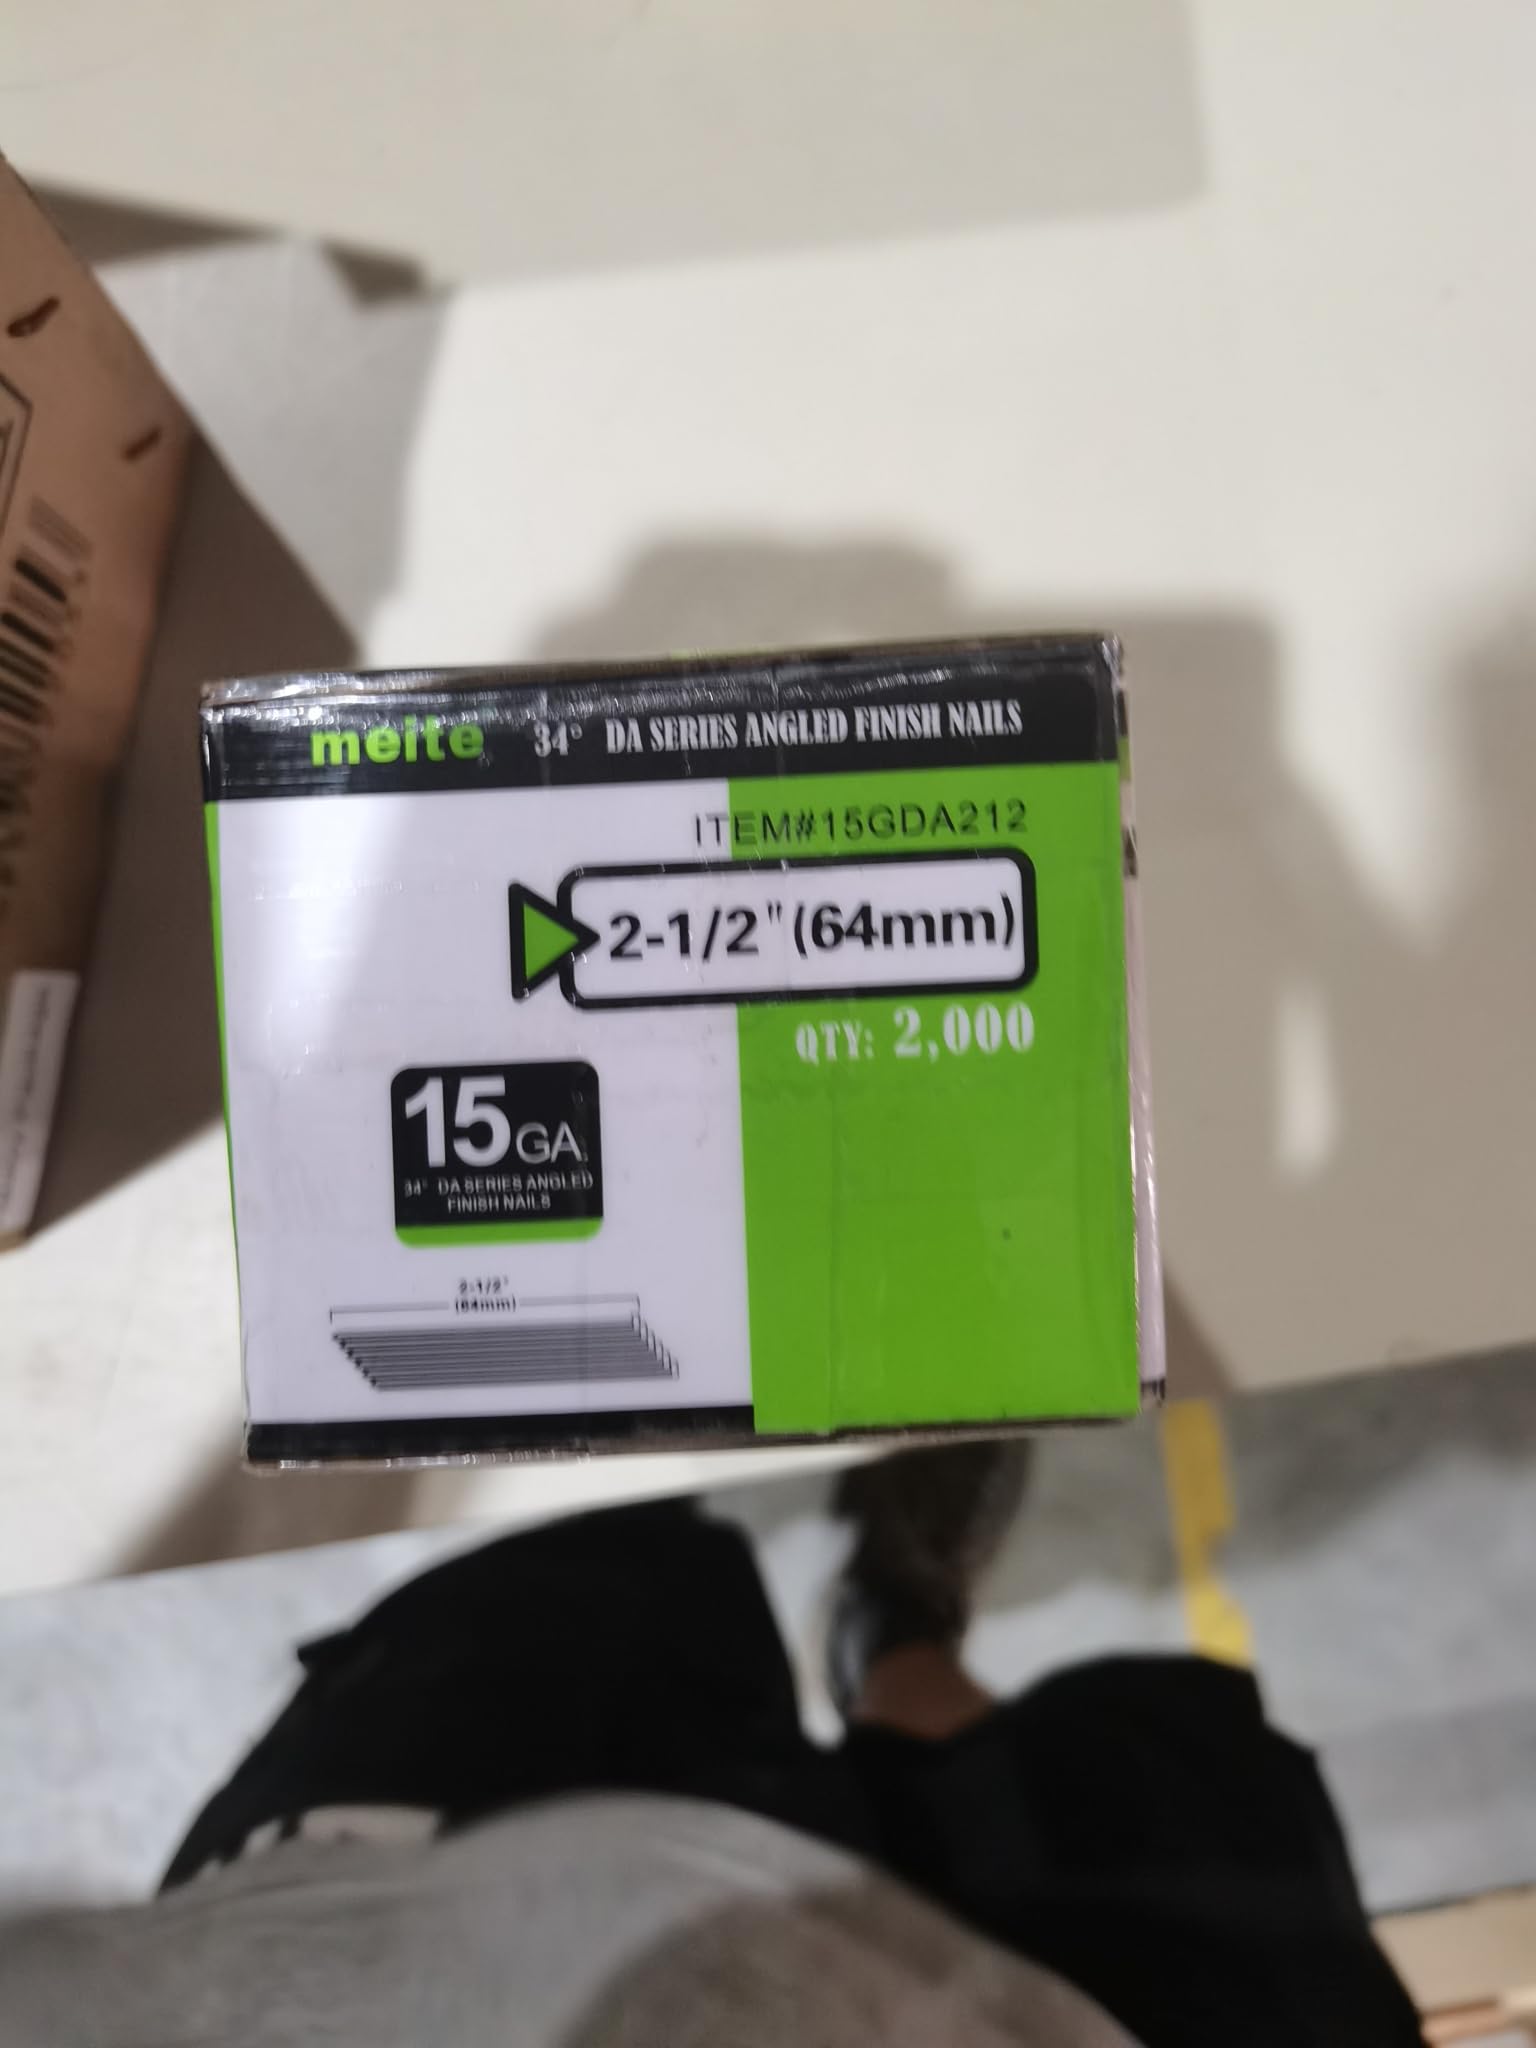 meite 34° DA SERIES ANGLED FINISH NAILS
ITEM#15GDA212
2-1/2" (64mm)
QTY: 2,000
15GA.
34° DA SERIES ANGLED
FINISH NAILS
2-1/2"
(64mm)